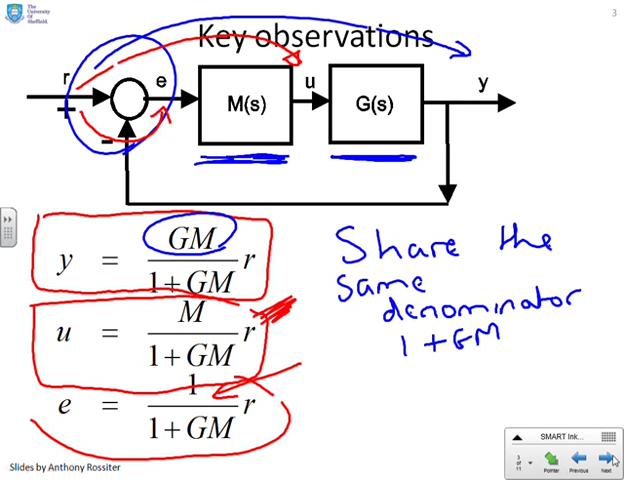 The
University
Of
Sheffield.
3
Key observations
r
e
u
y
+
-
M(s)
G(s)
y = GM / 1 + GM r
u = M / 1 + GM r
e = 1 / 1 + GM r
Share the
same
denominator
1 + GM
SMART Ink...
3
of
11
Pointer
Previous
Next
Slides by Anthony Rossiter